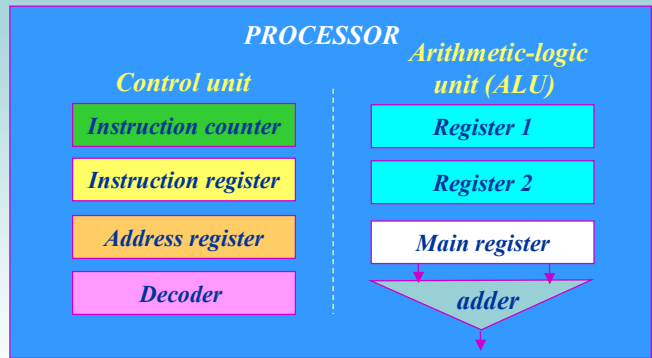 PROCESSOR
Control unit
Instruction counter
Instruction register
Address register
Decoder
Arithmetic-logic
unit (ALU)
Register 1
Register 2
Main register
adder